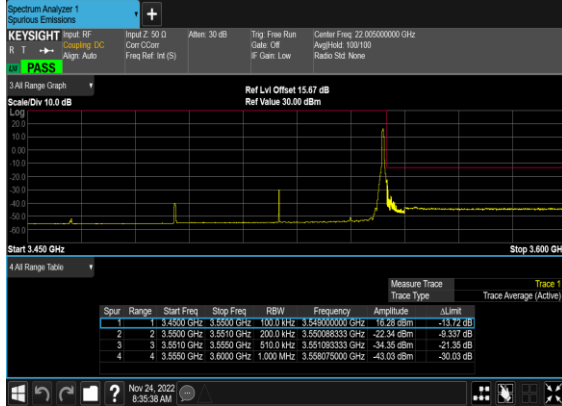 Spectrum Analyzer 1
Spurious Emissions
+
KEYSIGHT Input: RF Input Z: 50 Ω Atten: 30 dB Trig: Free Run Center Freq: 22.005000000 GHz
R T Coupling: DC Corr CCorr Gate: Off Avg|Hold: 100/100
Align: Auto Freq Ref: Int (S) IF Gain: Low Radio Std: None
PASS
3 All Range Graph
Ref Lvl Offset 15.67 dB
Scale/Div 10.0 dB Ref Value 30.00 dBm
Log
20.0
10.0
0.00
-10.0
-20.0
-30.0
-40.0
-50.0
-60.0
Start 3.450 GHz Stop 3.600 GH
4 All Range Table
Measure Trace Trace 1
Trace Type Trace Average (Active)
Spur Range Start Freq Stop Freq RBW Frequency Amplitude ΔLimit
1 1 3.4500 GHz 3.5500 GHz 100.0 kHz 3.549000000 GHz 16.28 dBm -13.72 dB
2 2 3.5500 GHz 3.5510 GHz 200.0 kHz 3.550088333 GHz -22.34 dBm -9.337 dB
3 3 3.5510 GHz 3.5550 GHz 510.0 kHz 3.551093333 GHz -34.35 dBm -21.35 dB
4 4 3.5550 GHz 3.6000 GHz 1.000 MHz 3.558075000 GHz -43.03 dBm -30.03 dB
? Nov 24, 2022
8:35:38 AM